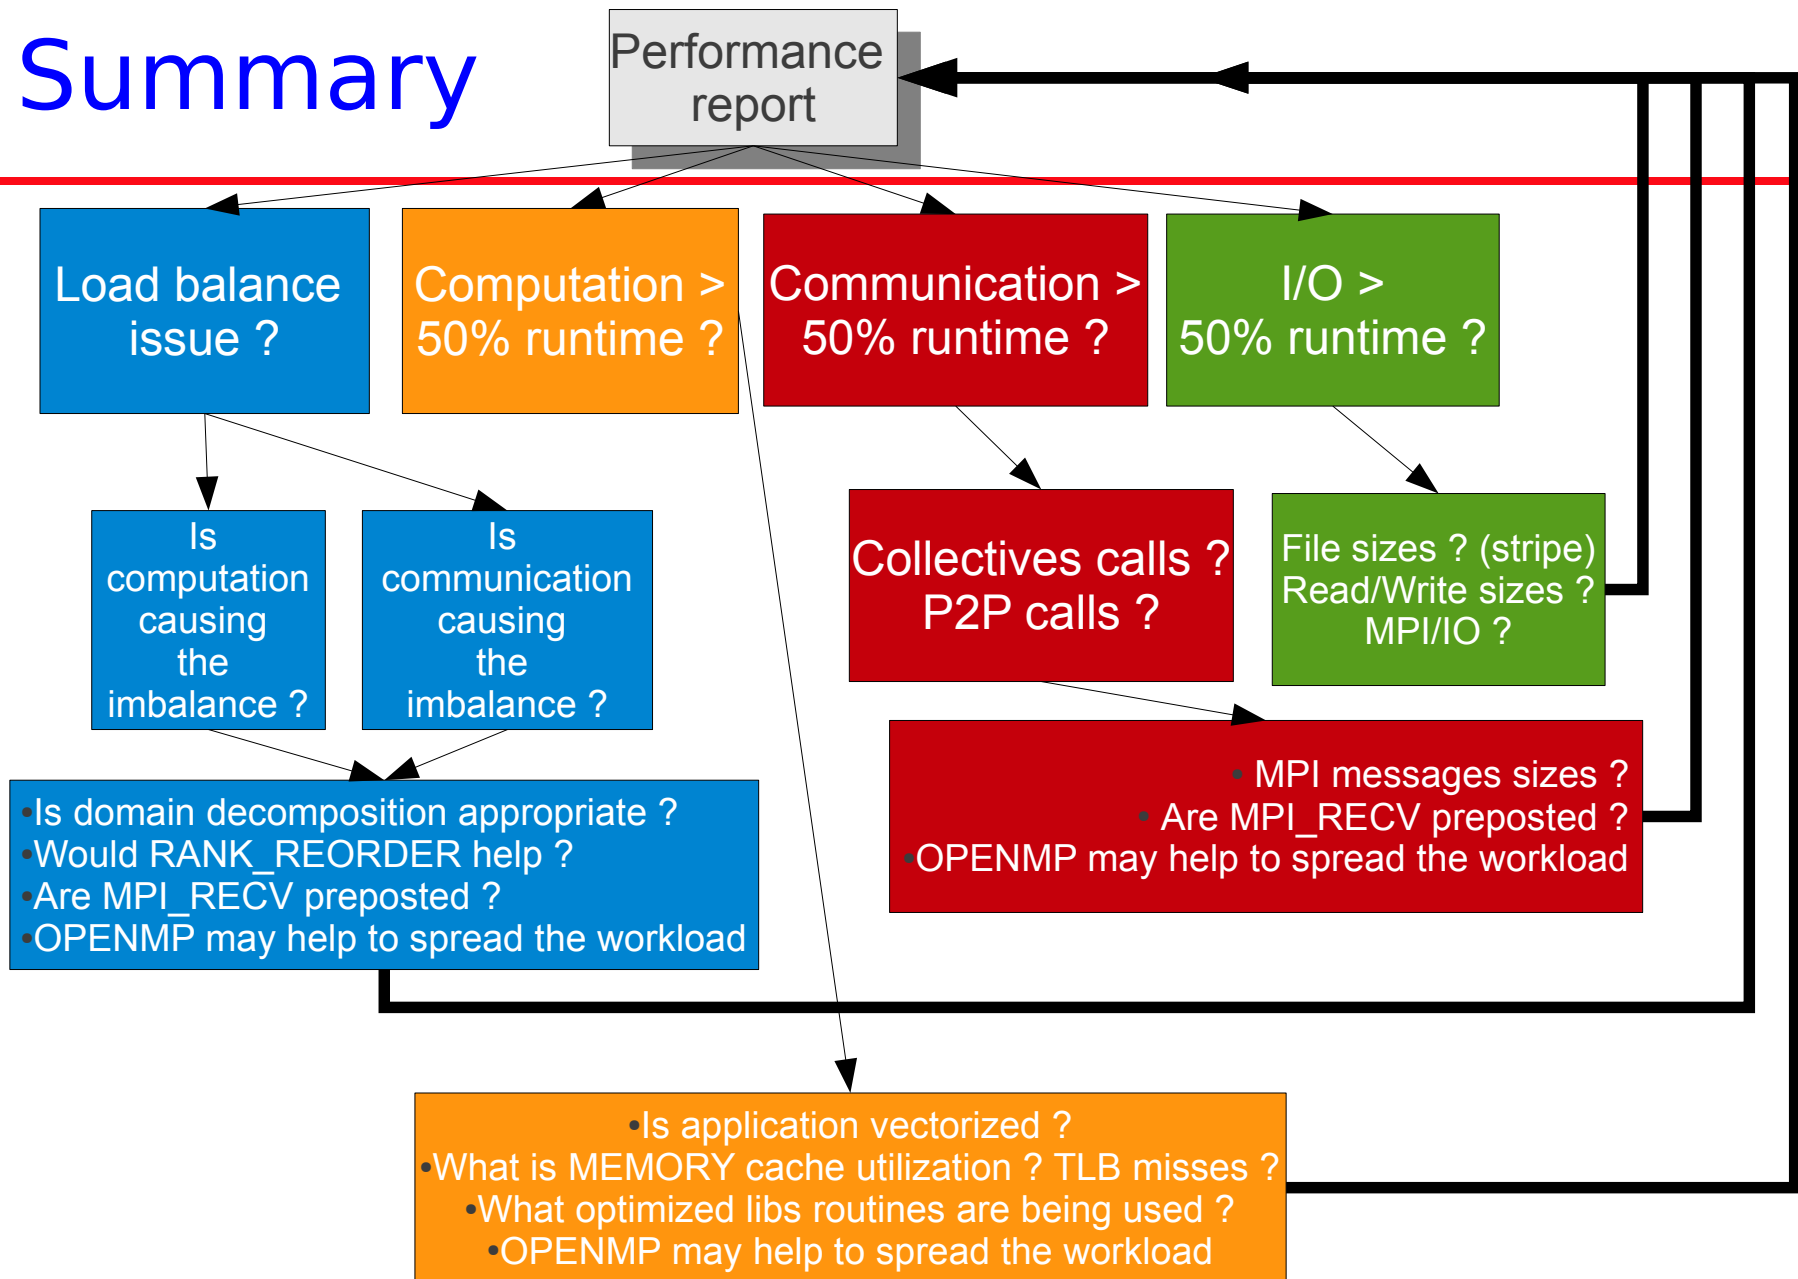 Summary
Performance
report
Load balance
issue ?
Computation >
50% runtime ?
Communication >
50% runtime ?
I/O >
50% runtime ?
Is
computation
causing
the
imbalance ?
Is
communication
causing
the
imbalance ?
Collectives calls ?
P2P calls ?
File sizes ? (stripe)
Read/Write sizes ?
MPI/IO ?
• MPI messages sizes ?
• Are MPI_RECV preposted ?
•OPENMP may help to spread the workload
•Is domain decomposition appropriate ?
•Would RANK_REORDER help ?
•Are MPI_RECV preposted ?
•OPENMP may help to spread the workload
•Is application vectorized ?
•What is MEMORY cache utilization ? TLB misses ?
•What optimized libs routines are being used ?
•OPENMP may help to spread the workload